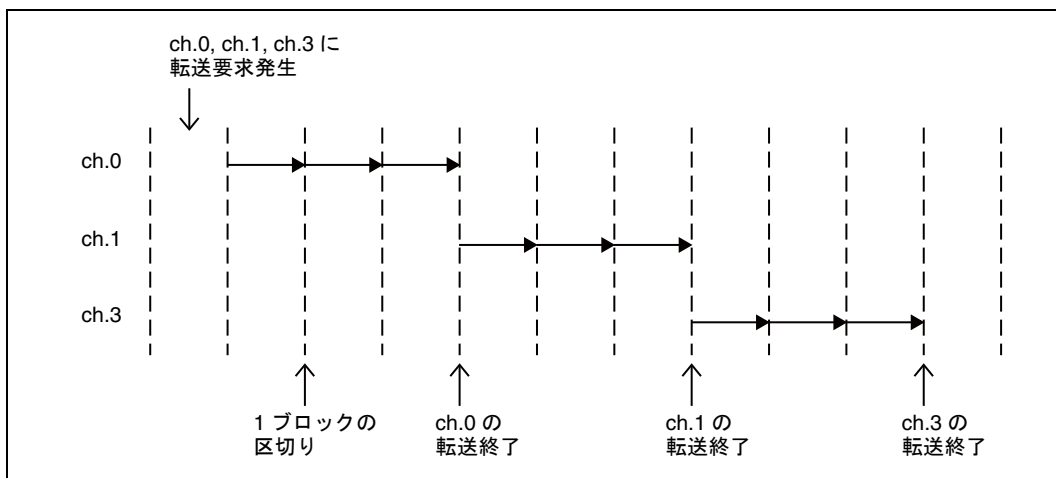 ch.0, ch.1, ch.3 に
転送要求発生
ch.0
ch.1
ch.3
1 ブロックの
区切り
ch.0 の
転送終了
ch.1 の
転送終了
ch.3 の
転送終了